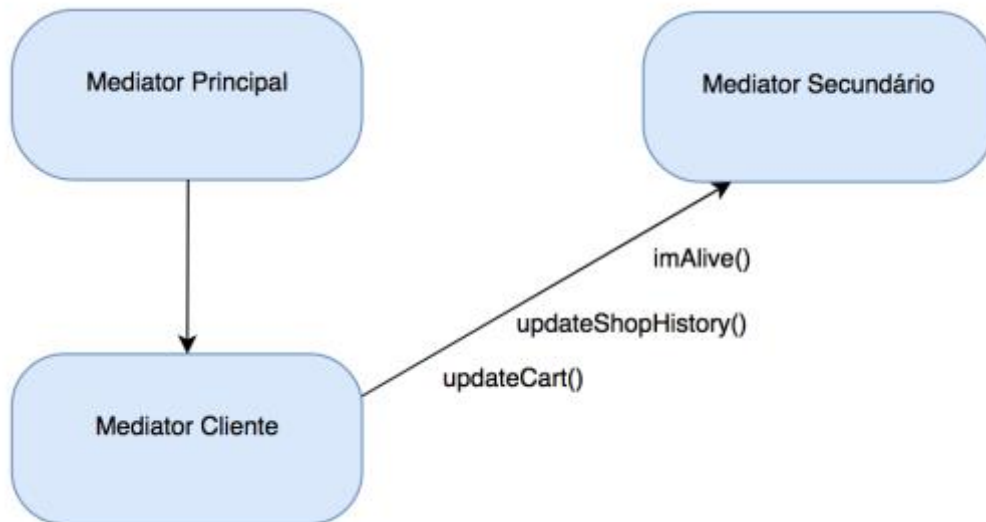 Mediator Principal
Mediator Secundário
imAlive()
updateShopHistory()
updateCart()
Mediator Cliente